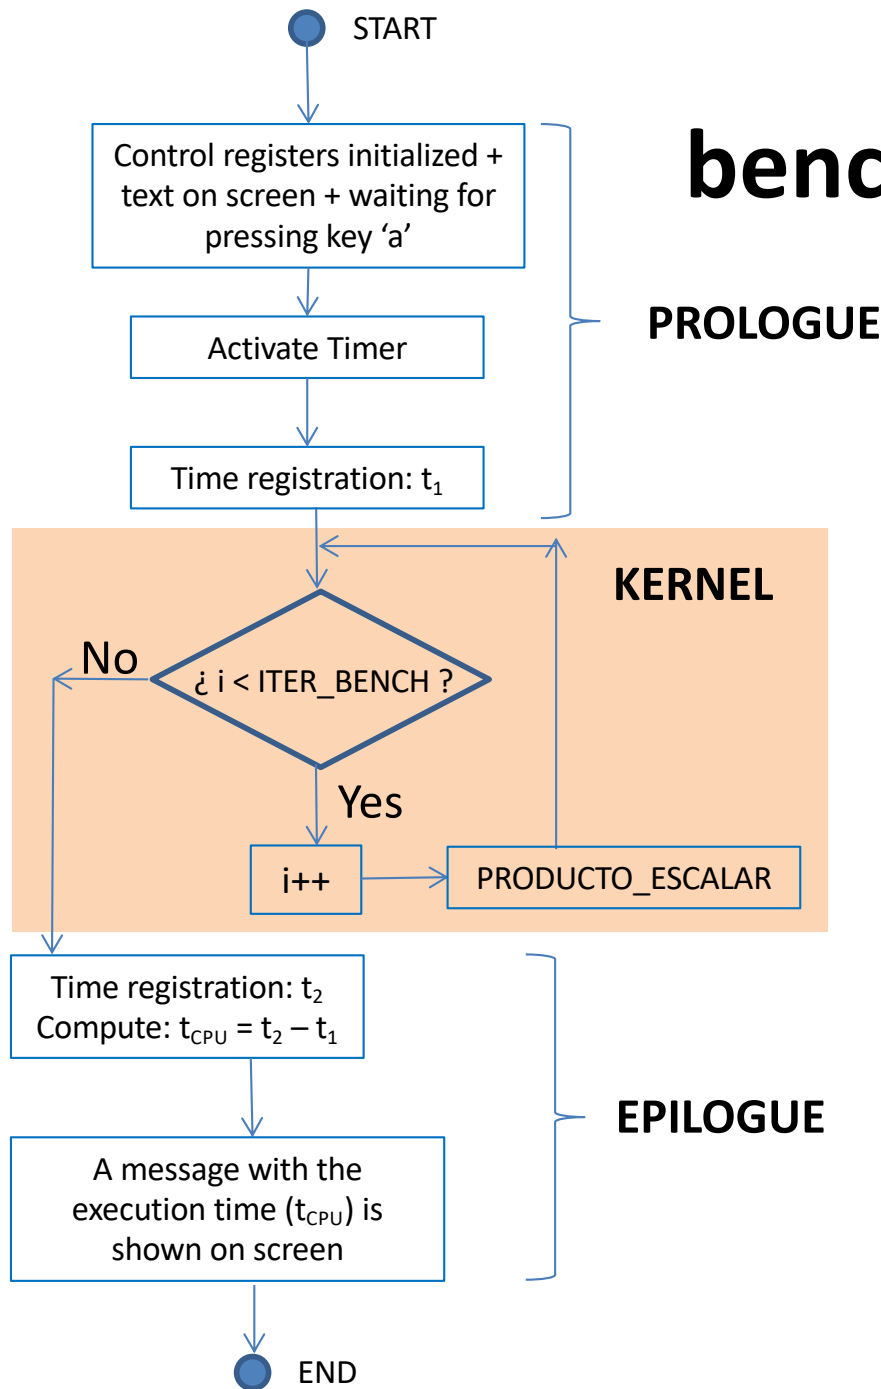 START
Control registers initialized +
text on screen + waiting for
pressing key ‘a’
benc
PROLOGUE
Activate Timer
Time registration: t₁
KERNEL
No
¿ i < ITER_BENCH ?
Yes
i++
PRODUCTO_ESCALAR
Time registration: t₂
Compute: t_CPU = t₂ – t₁
EPILOGUE
A message with the
execution time (t_CPU) is
shown on screen
END